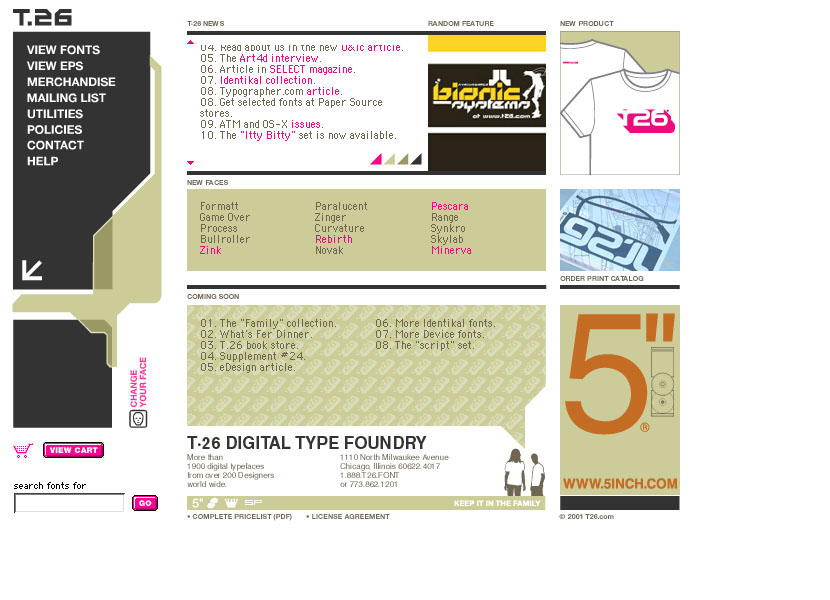 T.26
VIEW FONTS
VIEW EPS
MERCHANDISE
MAILING LIST
UTILITIES
POLICIES
CONTACT
HELP
CHANGE
YOUR FACE
VIEW CART
search fonts for
GO
T·26 NEWS
04. Read about us in the new U&lc article.
05. The Art4d interview.
06. Article in SELECT magazine.
07. Identikal collection.
08. Typographer.com article.
08. Get selected fonts at Paper Source
stores.
09. ATM and OS-X issues.
10. The "Itty Bitty" set is now available.
RANDOM FEATURE
bionic
systems
at www.t26.com
NEW PRODUCT
T26
NEW FACES
Formatt
Game Over
Process
Bullroller
Zink
Paralucent
Zinger
Curvature
Rebirth
Novak
Pescara
Range
Synkro
Skylab
Minerva
ORDER PRINT CATALOG
COMING SOON
01. The "Family" collection.
02. What's Fer Dinner.
03. T.26 book store.
04. Supplement #24.
05. eDesign article.
06. More Identikal fonts.
07. More Device fonts.
08. The "script" set.
5"
®
WWW.5INCH.COM
T·26 DIGITAL TYPE FOUNDRY
More than
1900 digital typefaces
from over 200 Designers
world wide.
1110 North Milwaukee Avenue
Chicago, Illinois 60622.4017
1.888.T26.FONT
or 773.862.1201
5" SF KEEP IT IN THE FAMILY
• COMPLETE PRICELIST (PDF) • LICENSE AGREEMENT
© 2001 T26.com